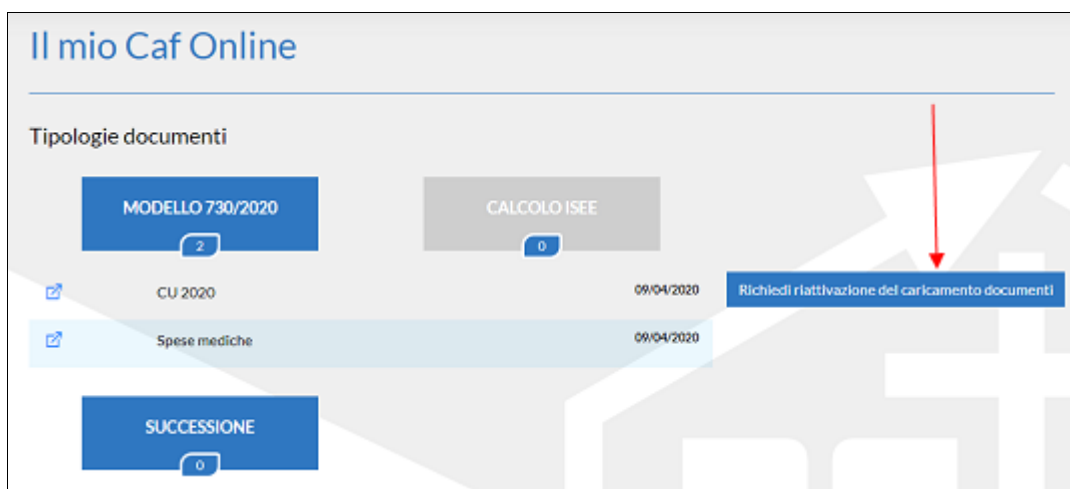 Il mio Caf Online
Tipologie documenti
MODELLO 730/2020
2
CALCOLO ISEE
0
CU 2020
09/04/2020
Richiedi riattivazione del caricamento documenti
Spese mediche
09/04/2020
SUCCESSIONE
0